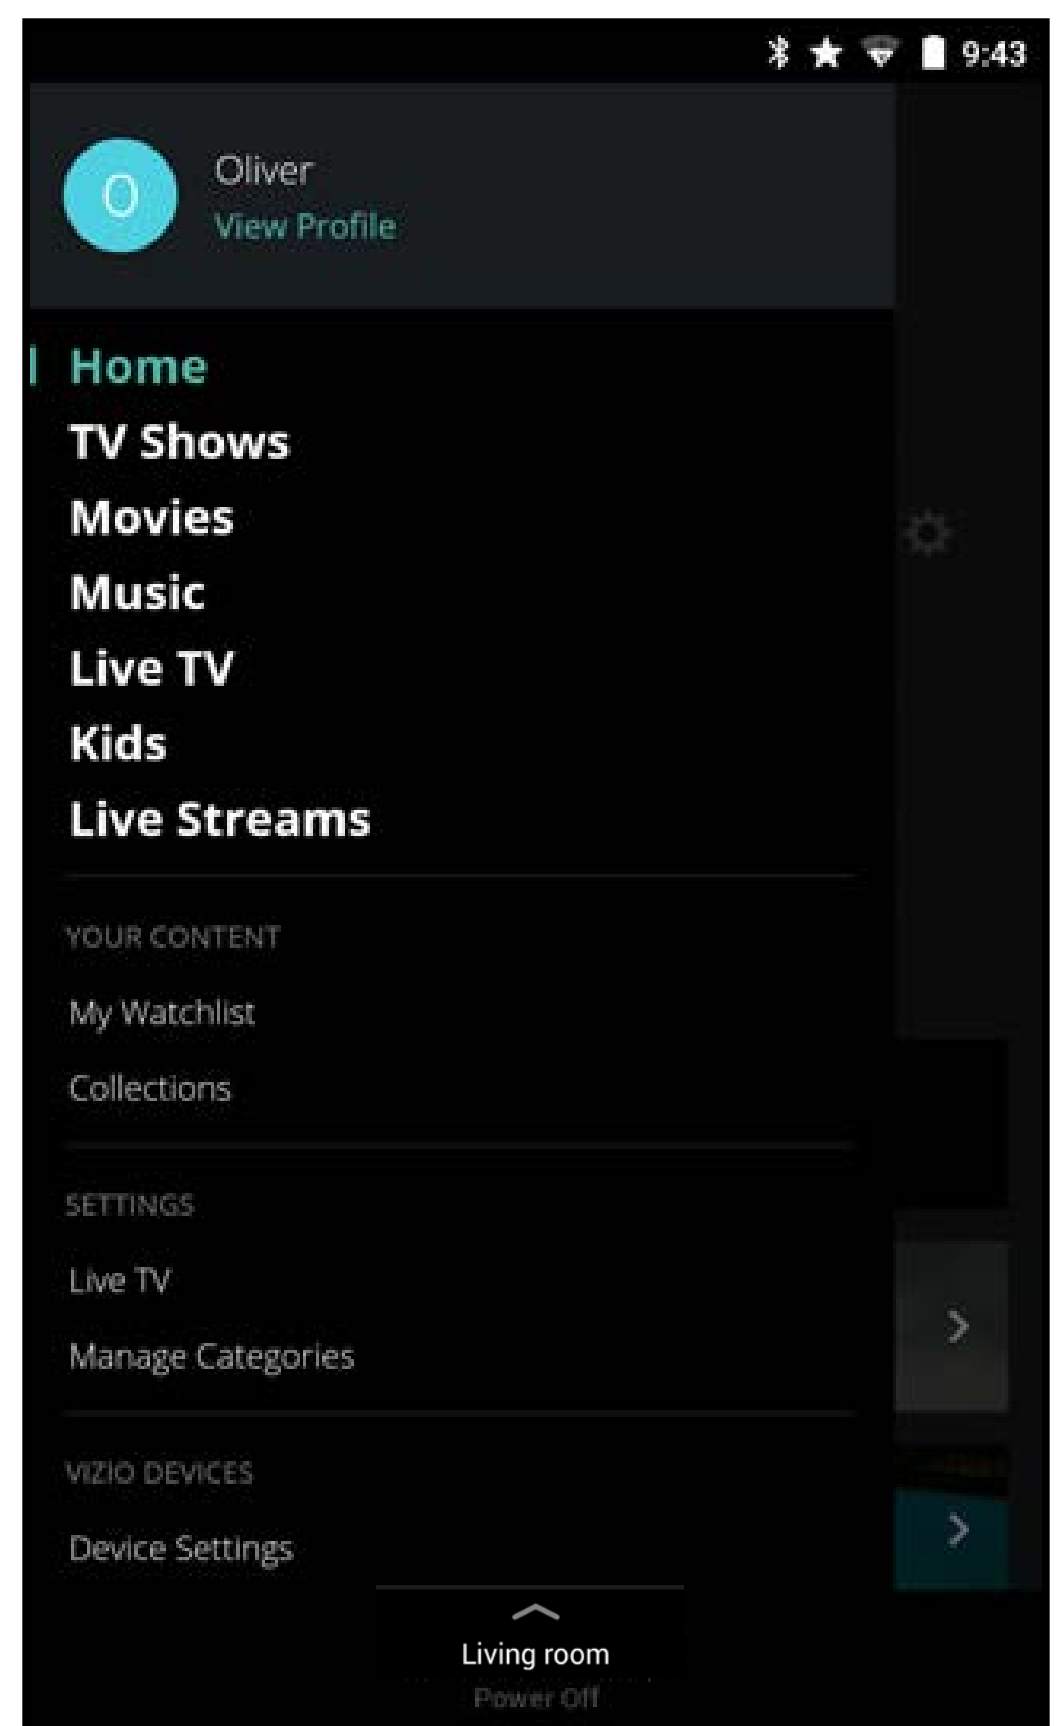 9:43
O
Oliver
View Profile
Home
TV Shows
Movies
Music
Live TV
Kids
Live Streams
YOUR CONTENT
My Watchlist
Collections
SETTINGS
Live TV
Manage Categories
VIZIO DEVICES
Device Settings
Living room
Power Off